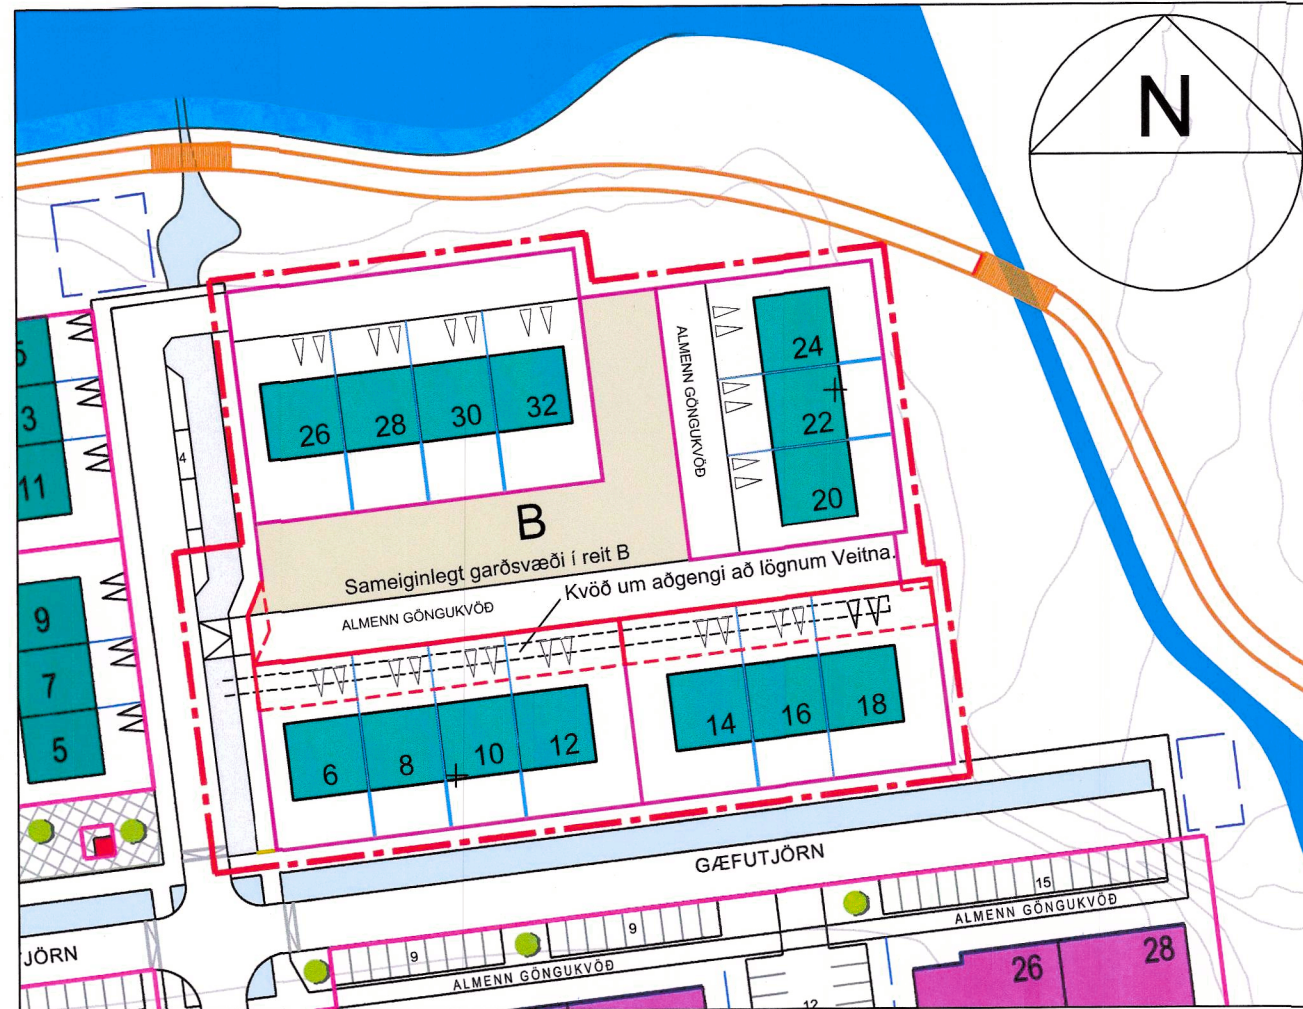 N
24
22
20
ALMENN GÖNGUKVÖÐ
26
28
30
32
3
11
4
B
Sameiginlegt garðsvæði í reit B
Kvöð um aðgengi að lögnum Veitna.
ALMENN GÖNGUKVÖÐ
9
7
5
6
8
10
12
14
16
18
GÆFUTJÖRN
JÖRN
15
ALMENN GÖNGUKVÖÐ
9
9
ALMENN GÖNGUKVÖÐ
26
28
12